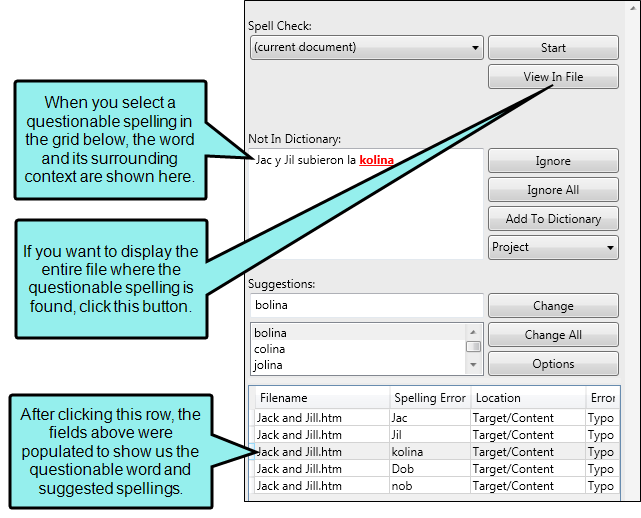 Spell Check:
(current document)
Start
View In File
When you select a
questionable spelling in
the grid below, the word
and its surrounding
context are shown here.
Not In Dictionary:
Jac y Jil subieron la kolina
Ignore
Ignore All
Add To Dictionary
Project
If you want to display the
entire file where the
questionable spelling is
found, click this button.
Suggestions:
bolina
Change
bolina
colina
jolina
Change All
Options
After clicking this row, the
fields above were
populated to show us the
questionable word and
suggested spellings.
Filename Spelling Error Location Error
Jack and Jill.htm Jac Target/Content Typo
Jack and Jill.htm Jil Target/Content Typo
Jack and Jill.htm kolina Target/Content Typo
Jack and Jill.htm Dob Target/Content Typo
Jack and Jill.htm nob Target/Content Typo